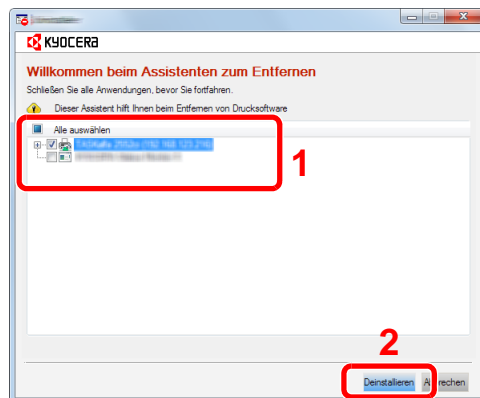 KYOCERA
Willkommen beim Assistenten zum Entfernen
Schließen Sie alle Anwendungen, bevor Sie fortfahren.
Dieser Assistent hilft Ihnen beim Entfernen von Drucksoftware
Alle auswählen
1
2
Deinstallieren